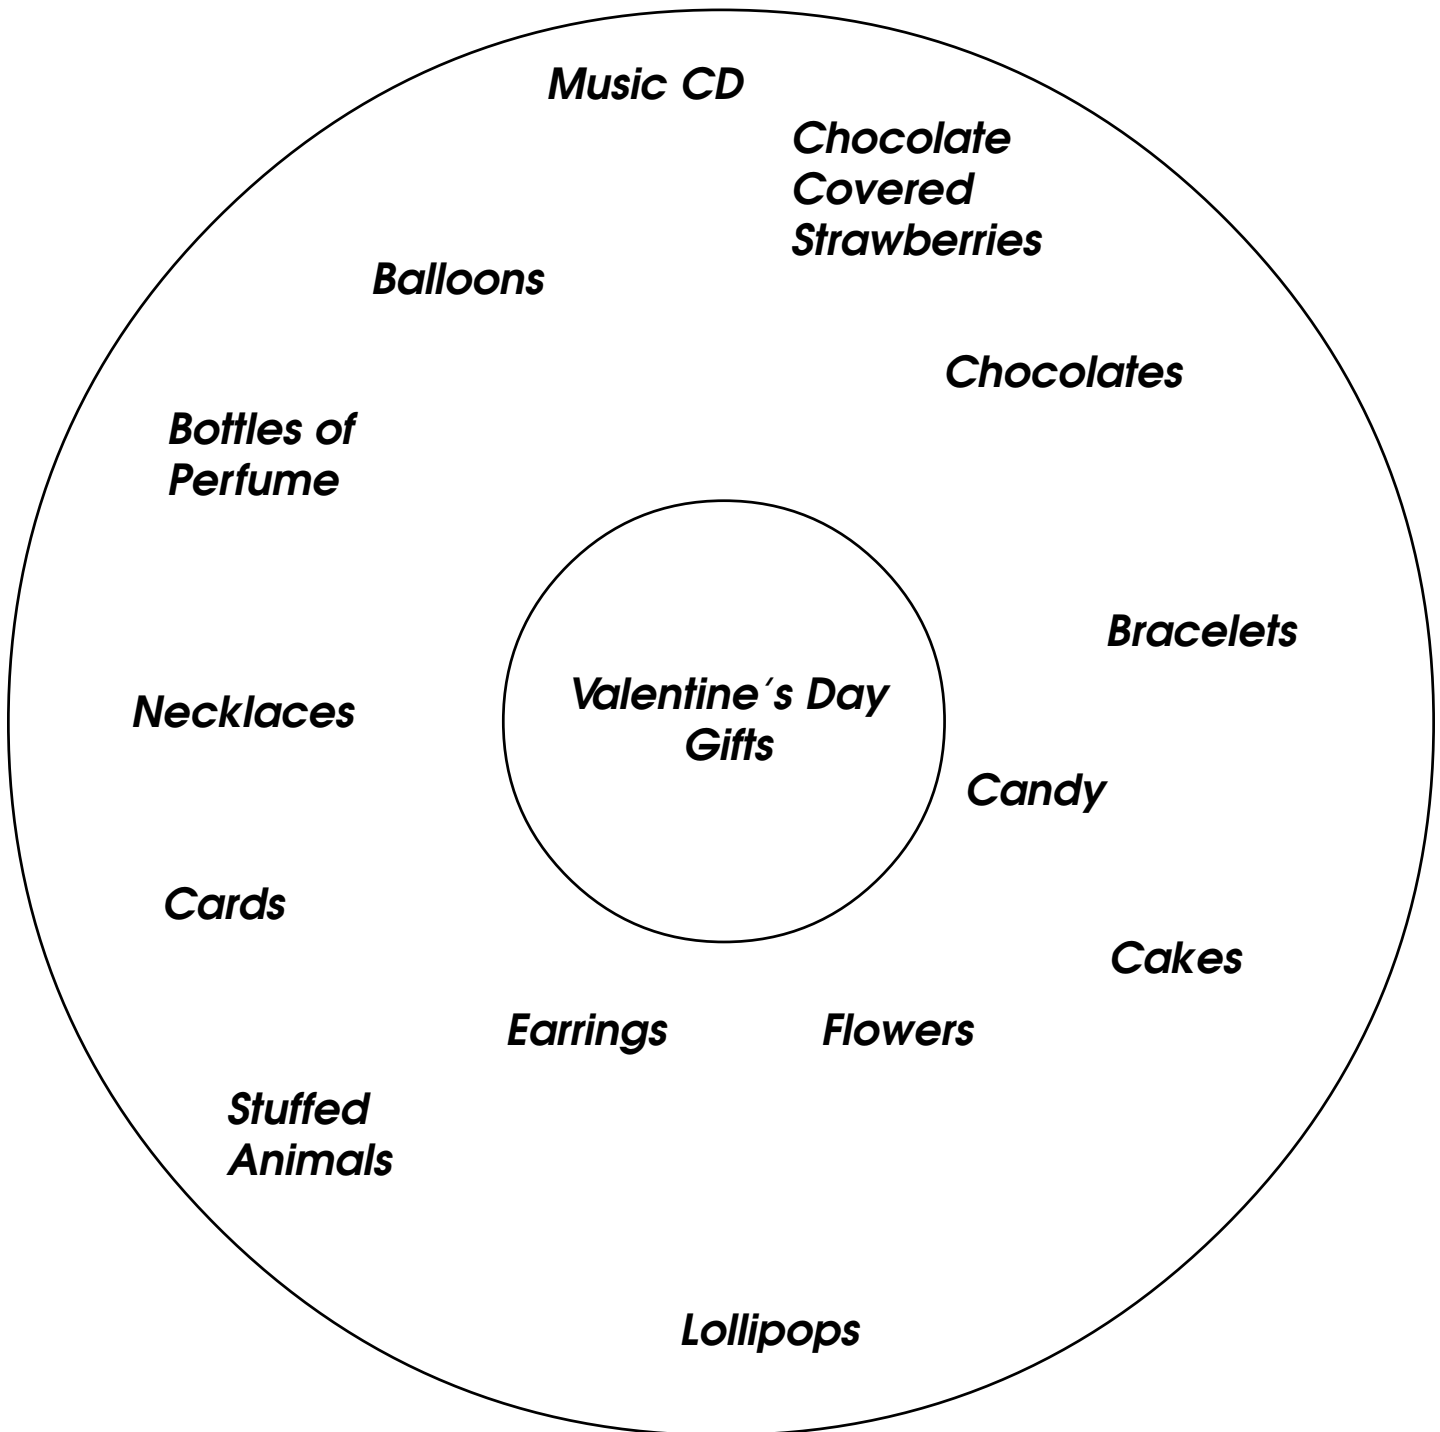 Music CD
Chocolate
Covered
Strawberries
Balloons
Chocolates
Bottles of
Perfume
Bracelets
Valentine´s Day
Gifts
Necklaces
Candy
Cards
Cakes
Earrings
Flowers
Stuffed
Animals
Lollipops